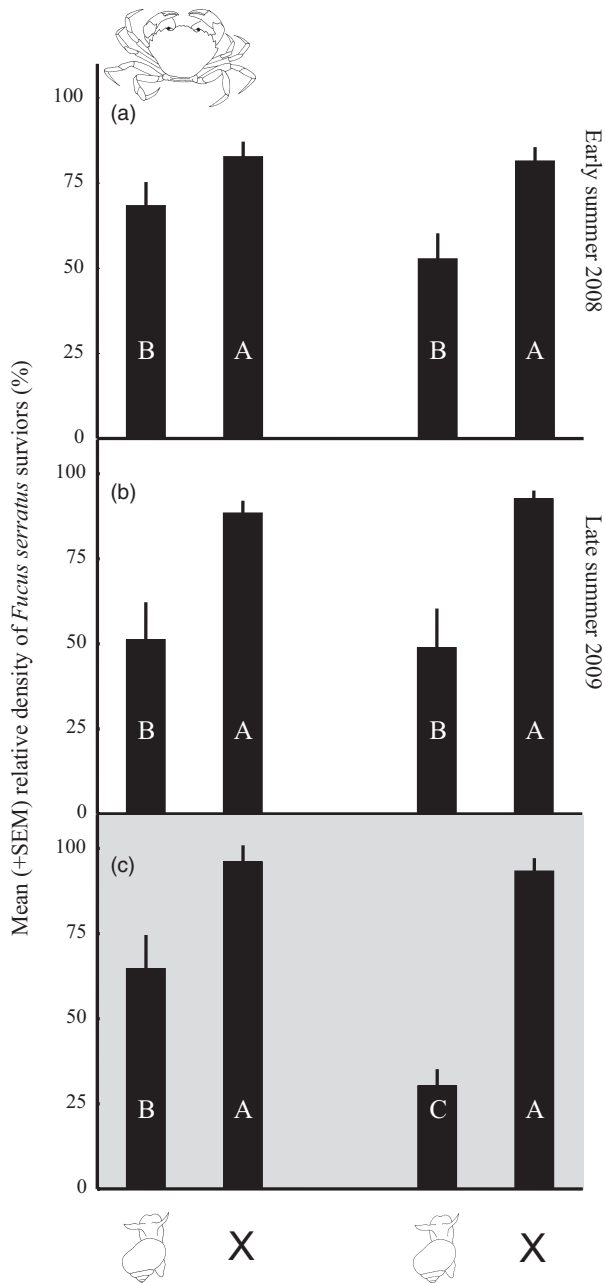 Mean (+SEM) relative density of Fucus serratus surviors (%)
(a)
100
75
50
25
0
B
A
B
A
Early summer 2008
(b)
100
75
50
25
0
B
A
B
A
Late summer 2009
(c)
100
75
50
25
0
B
A
C
A
X
X